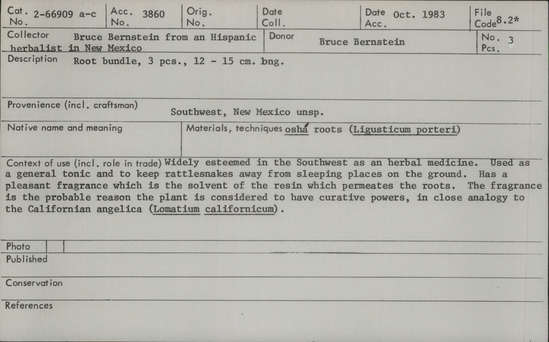 Cat. No. 2-66909 a-c Acc. No. 3860 Orig. No. Date Coll. Date Acc. Oct. 1983 File Code 8.2*
Collector Bruce Bernstein from an Hispanic Donor Bruce Bernstein No. Pcs. 3
herbalist in New Mexico
Description Root bundle, 3 pcs., 12 - 15 cm. bng.
Provenience (incl. craftsman) Southwest, New Mexico unsp.
Native name and meaning Materials, techniques oshá roots (Ligusticum porteri)
Context of use (incl. role in trade) Widely esteemed in the Southwest as an herbal medicine. Used as
a general tonic and to keep rattlesnakes away from sleeping places on the ground. Has a
pleasant fragrance which is the solvent of the resin which permeates the roots. The fragrance
is the probable reason the plant is considered to have curative powers, in close analogy to
the Californian angelica (Lomatium californicum).
Photo
Published
Conservation
References